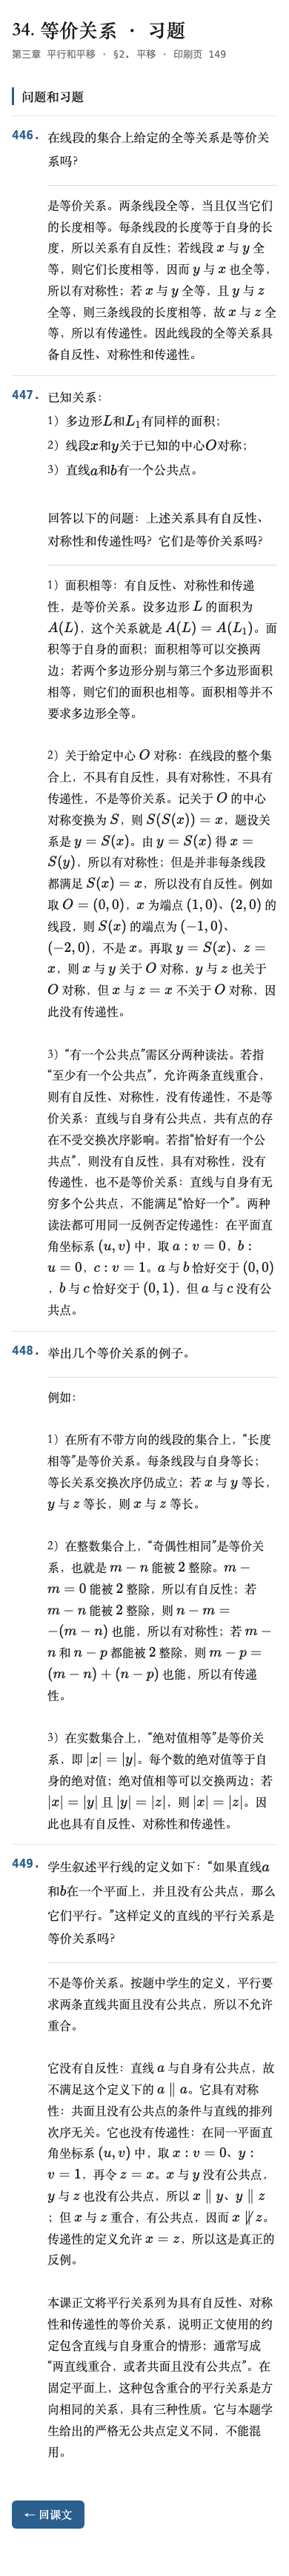 34. 等价关系 · 习题
第三章 平行和平移 · §2. 平移 · 印刷页 149
问题和习题
446. 在线段的集合上给定的全等关系是等价关
系吗?
是等价关系。两条线段全等，当且仅当它们
的长度相等。每条线段的长度等于自身的长
度，所以关系有自反性；若线段 x 与 y 全
等，则它们长度相等，因而 y 与 x 也全等，
所以有对称性；若 x 与 y 全等，且 y 与 z
全等，则三条线段的长度相等，故 x 与 z 全
等，所以有传递性。因此线段的全等关系具
备自反性、对称性和传递性。
447. 已知关系：
1）多边形L和L₁有同样的面积；
2）线段x和y关于已知的中心O对称；
3）直线a和b有一个公共点。
回答以下的问题：上述关系具有自反性、
对称性和传递性吗？它们是等价关系吗?
1）面积相等：有自反性、对称性和传递
性，是等价关系。设多边形 L 的面积为
A(L)，这个关系就是 A(L) = A(L₁)。面
积等于自身的面积；面积相等可以交换两
边；若两个多边形分别与第三个多边形面积
相等，则它们的面积也相等。面积相等并不
要求多边形全等。
2）关于给定中心 O 对称：在线段的整个集
合上，不具有自反性，具有对称性，不具有
传递性，不是等价关系。记关于 O 的中心
对称变换为 S，则 S(S(x)) = x，题设关
系是 y = S(x)。由 y = S(x) 得 x =
S(y)，所以有对称性；但是并非每条线段
都满足 S(x) = x，所以没有自反性。例如
取 O = (0, 0)，x 为端点 (1, 0)、(2, 0) 的
线段，则 S(x) 的端点为 (−1, 0)、
(−2, 0)，不是 x。再取 y = S(x)、z =
x，则 x 与 y 关于 O 对称，y 与 z 也关于
O 对称，但 x 与 z = x 不关于 O 对称，因
此没有传递性。
3）“有一个公共点”需区分两种读法。若指
“至少有一个公共点”，允许两条直线重合，
则有自反性、对称性，没有传递性，不是等
价关系：直线与自身有公共点，共有点的存
在不受交换次序影响。若指“恰好有一个公
共点”，则没有自反性，具有对称性，没有
传递性，也不是等价关系：直线与自身有无
穷多个公共点，不能满足“恰好一个”。两种
读法都可用同一反例否定传递性：在平面直
角坐标系 (u, v) 中，取 a : v = 0，b :
u = 0，c : v = 1。a 与 b 恰好交于 (0, 0)
，b 与 c 恰好交于 (0, 1)，但 a 与 c 没有公
共点。
448. 举出几个等价关系的例子。
例如：
1）在所有不带方向的线段的集合上，“长度
相等”是等价关系。每条线段与自身等长；
等长关系交换次序仍成立；若 x 与 y 等长，
y 与 z 等长，则 x 与 z 等长。
2）在整数集合上，“奇偶性相同”是等价关
系，也就是 m − n 能被 2 整除。m −
m = 0 能被 2 整除，所以有自反性；若
m − n 能被 2 整除，则 n − m =
−(m − n) 也能，所以有对称性；若 m −
n 和 n − p 都能被 2 整除，则 m − p =
(m − n) + (n − p) 也能，所以有传递
性。
3）在实数集合上，“绝对值相等”是等价关
系，即 |x| = |y|。每个数的绝对值等于自
身的绝对值；绝对值相等可以交换两边；若
|x| = |y| 且 |y| = |z|，则 |x| = |z|。因
此也具有自反性、对称性和传递性。
449. 学生叙述平行线的定义如下：“如果直线a
和b在一个平面上，并且没有公共点，那么
它们平行。”这样定义的直线的平行关系是
等价关系吗?
不是等价关系。按题中学生的定义，平行要
求两条直线共面且没有公共点，所以不允许
重合。
它没有自反性：直线 a 与自身有公共点，故
不满足这个定义下的 a ∥ a。它具有对称
性：共面且没有公共点的条件与直线的排列
次序无关。它也没有传递性：在同一平面直
角坐标系 (u, v) 中，取 x : v = 0、y :
v = 1，再令 z = x。x 与 y 没有公共点，
y 与 z 也没有公共点，所以 x ∥ y、y ∥ z
；但 x 与 z 重合，有公共点，因而 x ∦ z。
传递性的定义允许 x = z，所以这是真正的
反例。
本课正文将平行关系列为具有自反性、对称
性和传递性的等价关系，说明正文使用的约
定包含直线与自身重合的情形；通常写成
“两直线重合，或者共面且没有公共点”。在
固定平面上，这种包含重合的平行关系是方
向相同的关系，具有三种性质。它与本题学
生给出的严格无公共点定义不同，不能混
用。
← 回课文